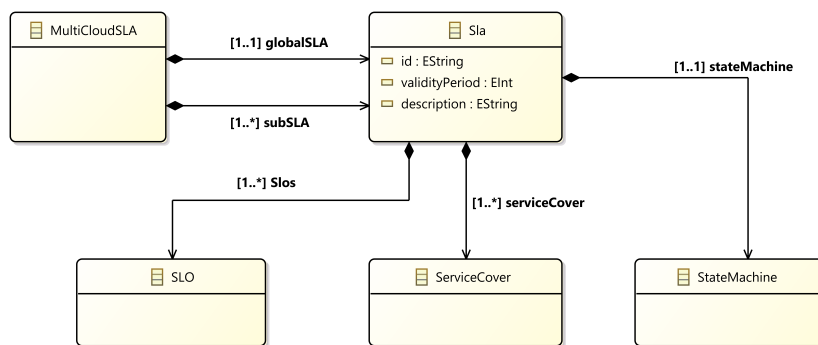 MultiCloudSLA
[1..1] globalSLA
[1..*] subSLA
Sla
id : EString
validityPeriod : EInt
description : EString
[1..1] stateMachine
[1..*] Slos
[1..*] serviceCover
SLO
ServiceCover
StateMachine